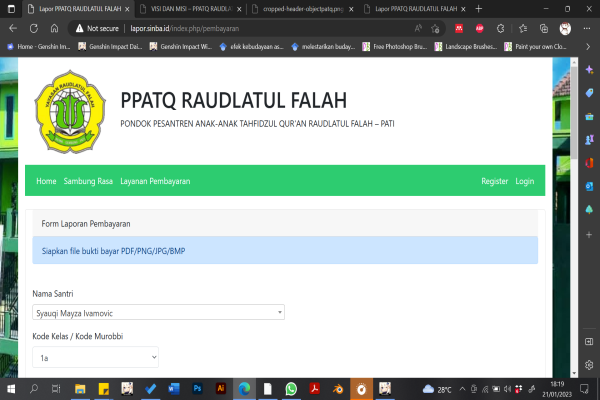 Lapor PPATQ RAUDLATUL FALAH
VISI DAN MISI – PPATQ RAUDLA
cropped-header-objectpatq.png
Lapor PPATQ RAUDLATUL FALAH
Not secure | lapor.sinba.id/index.php/pembayaran
Home - Genshin Im...
Genshin Impact Dai...
Genshin Impact Wi...
efek kebudayaan as...
melestarikan buday...
Free Photoshop Bru...
Landscape Brushes...
Paint your own Clo...
YAYASAN RAUDLATUL FALAH
PPATQ RAUDLATUL FALAH
PONDOK PESANTREN ANAK-ANAK TAHFIDZUL QUR'AN RAUDLATUL FALAH – PATI
Home Sambung Rasa Layanan Pembayaran Register Login
Form Laporan Pembayaran
Siapkan file bukti bayar PDF/PNG/JPG/BMP
Nama Santri
Syauqi Mayza Ivamovic
Kode Kelas / Kode Murobbi
1a
28°C
18:19
21/01/2023